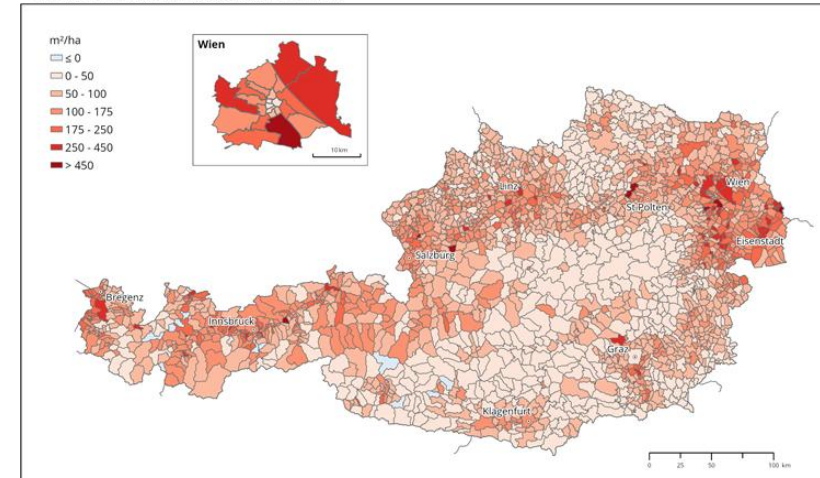 m²/ha
≤ 0
0 - 50
50 - 100
100 - 175
175 - 250
250 - 450
> 450
Wien
10 km
Linz
Wien
St.Pölten
Eisenstadt
Salzburg
Bregenz
Innsbruck
Graz
Klagenfurt
0 25 50 100 km